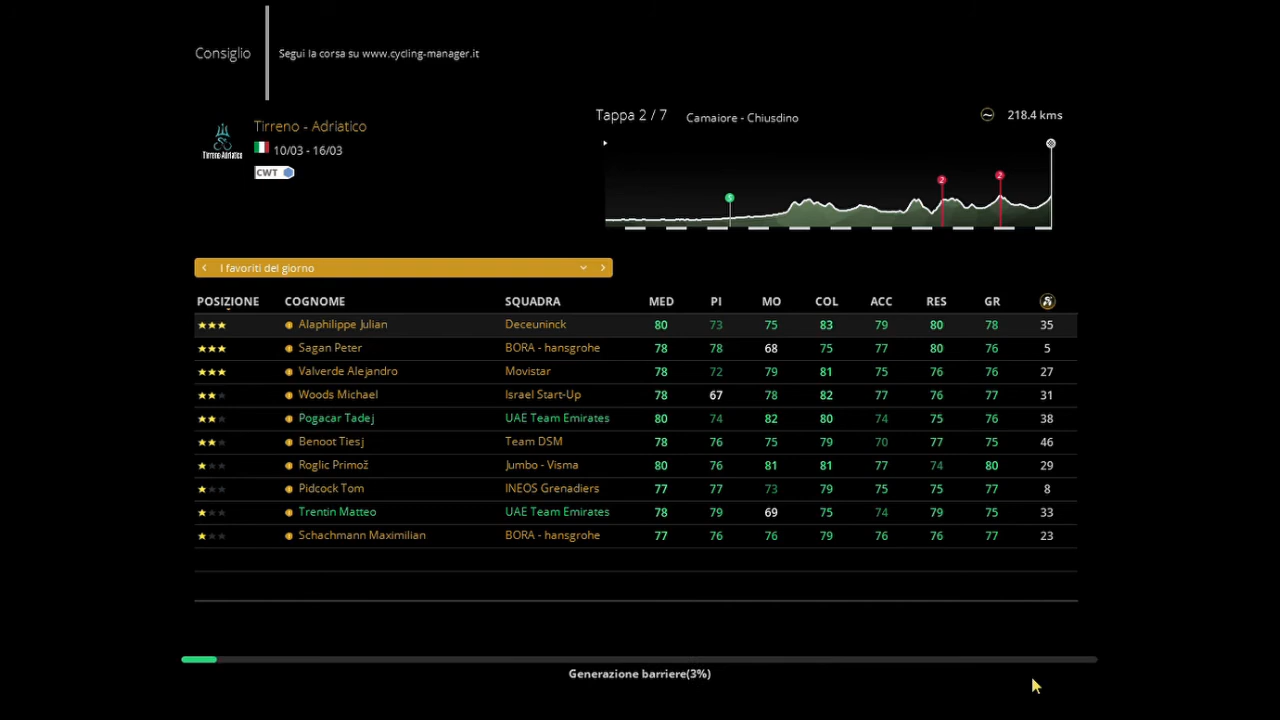 Consiglio
Segui la corsa su www.cycling-manager.it
Tirreno - Adriatico
10/03 - 16/03
CWT
Tirreno-Adriatico
Tappa 2 / 7 Camaiore - Chiusdino 218.4 kms
S 2 2
I favoriti del giorno
POSIZIONE COGNOME SQUADRA MED PI MO COL ACC RES GR
Alaphilippe Julian Deceuninck 80 73 75 83 79 80 78 35
Sagan Peter BORA - hansgrohe 78 78 68 75 77 80 76 5
Valverde Alejandro Movistar 78 72 79 81 75 76 76 27
Woods Michael Israel Start-Up 78 67 78 82 77 76 77 31
Pogacar Tadej UAE Team Emirates 80 74 82 80 74 75 76 38
Benoot Tiesj Team DSM 78 76 75 79 70 77 75 46
Roglic Primož Jumbo - Visma 80 76 81 81 77 74 80 29
Pidcock Tom INEOS Grenadiers 77 77 73 79 75 75 77 8
Trentin Matteo UAE Team Emirates 78 79 69 75 74 79 75 33
Schachmann Maximilian BORA - hansgrohe 77 76 76 79 76 76 77 23
Generazione barriere(3%)